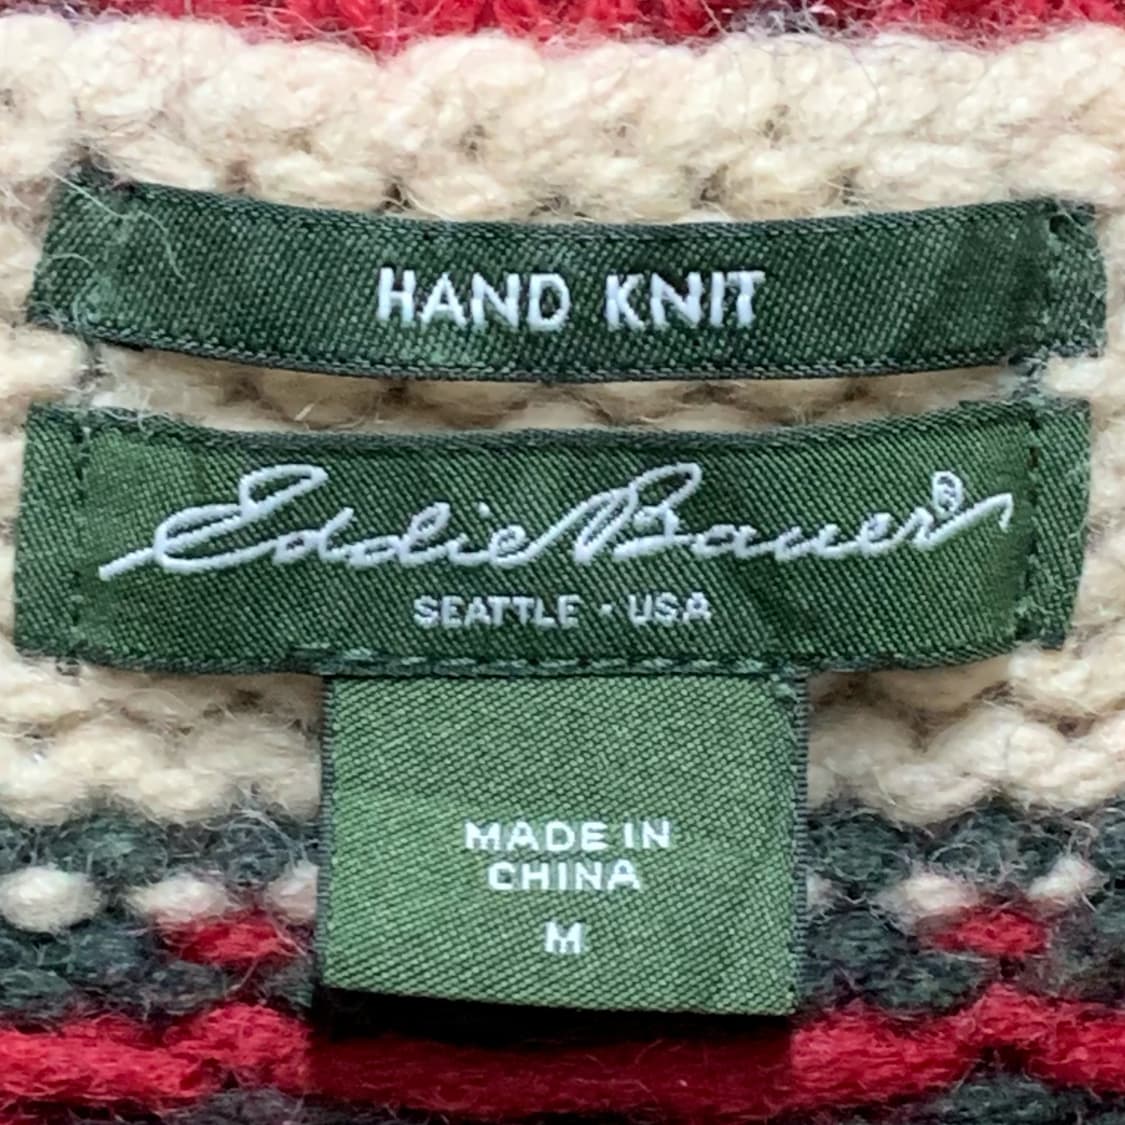 HAND KNIT
Eddie Bauer®
SEATTLE · USA
MADE IN
CHINA
M